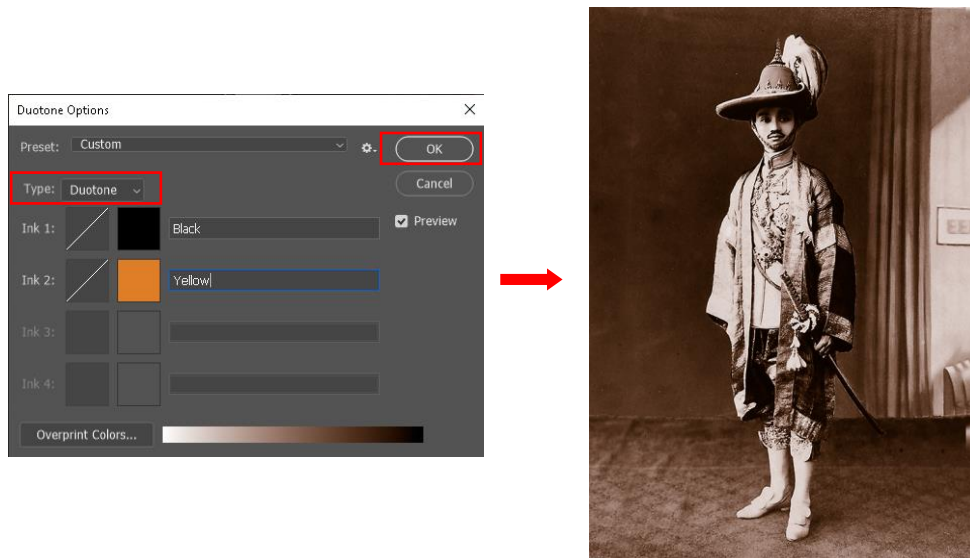 Duotone Options
Preset: Custom
OK
Type: Duotone
Cancel
Preview
Ink 1: Black
Ink 2: Yellow
Ink 3:
Ink 4:
Overprint Colors...